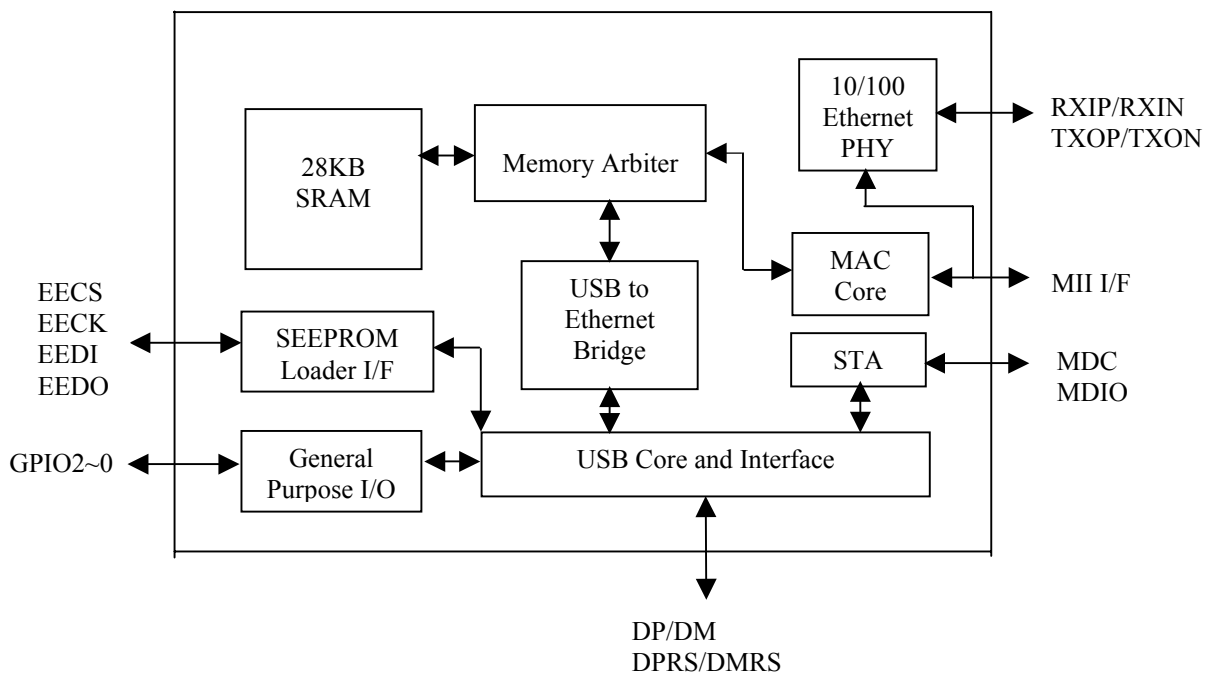 10/100
Ethernet
PHY
RXIP/RXIN
TXOP/TXON
28KB
SRAM
Memory Arbiter
MAC
Core
MII I/F
USB to
Ethernet
Bridge
EECS
EECK
EEDI
EEDO
SEEPROM
Loader I/F
STA
MDC
MDIO
GPIO2~0
General
Purpose I/O
USB Core and Interface
DP/DM
DPRS/DMRS